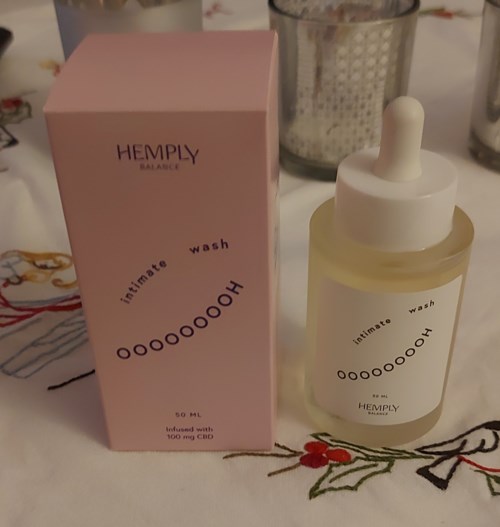 HEMPLY
BALANCE
intimate wash
OOOOOOOOH
50 ML
Infused with
100 mg CBD
intimate wash
OOOOOOOOH
50 ML
HEMPLY
BALANCE